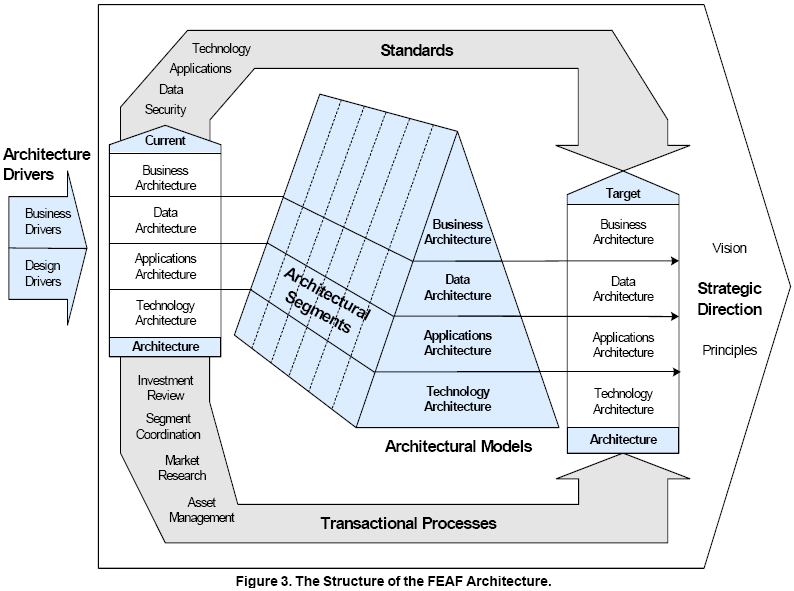 Technology
Applications
Data
Security
Standards
Architecture
Drivers
Business
Drivers
Design
Drivers
Current
Business
Architecture
Data
Architecture
Applications
Architecture
Technology
Architecture
Architecture
Architectural
Segments
Business
Architecture
Data
Architecture
Applications
Architecture
Technology
Architecture
Architectural Models
Target
Business
Architecture
Data
Architecture
Applications
Architecture
Technology
Architecture
Architecture
Vision
Strategic
Direction
Principles
Investment
Review
Segment
Coordination
Market
Research
Asset
Management
Transactional Processes
Figure 3. The Structure of the FEAF Architecture.